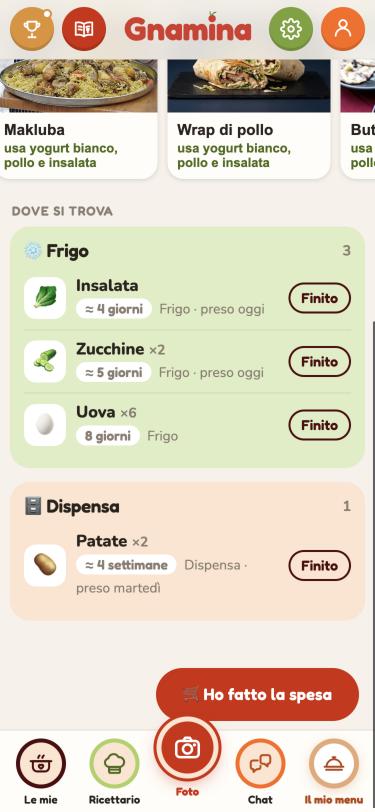 Gnamina
Makluba
usa yogurt bianco,
pollo e insalata
Wrap di pollo
usa yogurt bianco,
pollo e insalata
But
usa
pollo
DOVE SI TROVA
Frigo 3
Insalata
≈ 4 giorni Frigo · preso oggi
Finito
Zucchine ×2
≈ 5 giorni Frigo · preso oggi
Finito
Uova ×6
8 giorni Frigo
Finito
Dispensa 1
Patate ×2
≈ 4 settimane Dispensa ·
preso martedì
Finito
Ho fatto la spesa
Le mie
Ricettario
Foto
Chat
Il mio menu